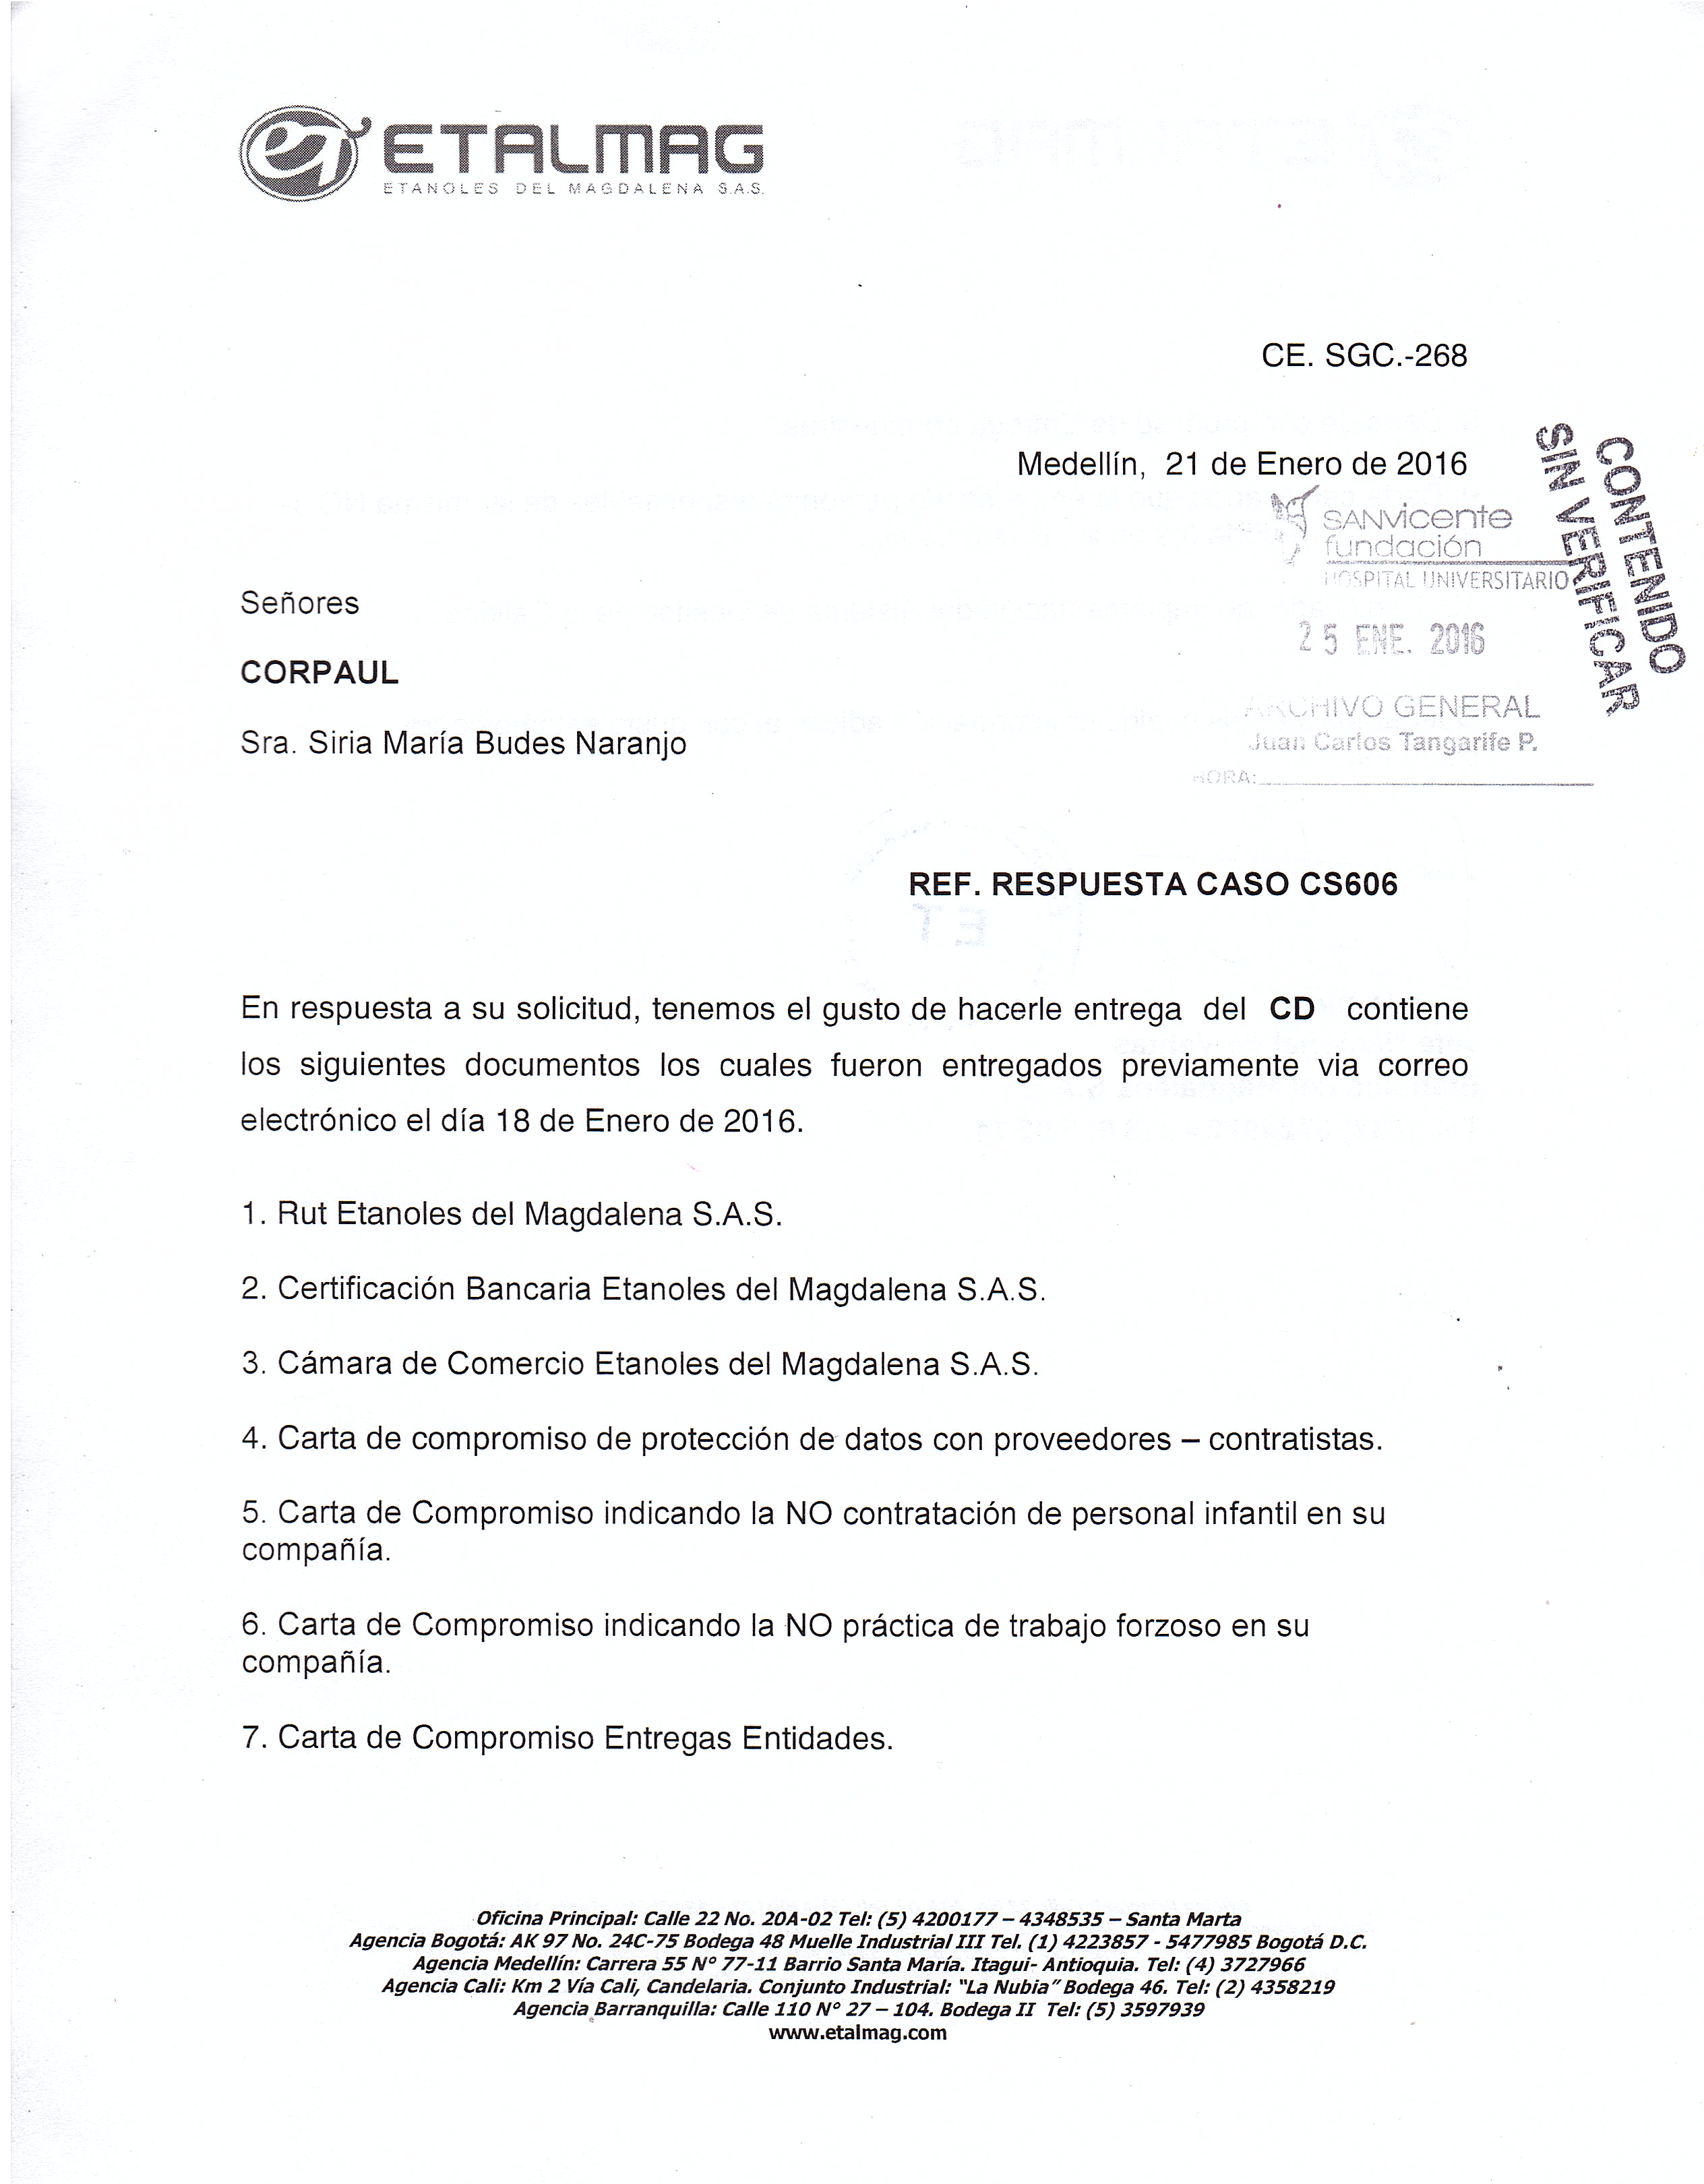 ETALMAG
ETANOLES DEL MAGDALENA S.A.S.
CE. SGC.-268
Medellín, 21 de Enero de 2016
CONTENIDO
SIN VERIFICAR
SANvicente
fundación
HOSPITAL UNIVERSITARIO
25 ENE. 2016
ARCHIVO GENERAL
Juan Carlos Tangarife P.
HORA:
Señores
CORPAUL
Sra. Siria María Budes Naranjo
REF. RESPUESTA CASO CS606
En respuesta a su solicitud, tenemos el gusto de hacerle entrega del CD contiene
los siguientes documentos los cuales fueron entregados previamente via correo
electrónico el día 18 de Enero de 2016.
1. Rut Etanoles del Magdalena S.A.S.
2. Certificación Bancaria Etanoles del Magdalena S.A.S.
3. Cámara de Comercio Etanoles del Magdalena S.A.S.
4. Carta de compromiso de protección de datos con proveedores – contratistas.
5. Carta de Compromiso indicando la NO contratación de personal infantil en su
compañía.
6. Carta de Compromiso indicando la NO práctica de trabajo forzoso en su
compañía.
7. Carta de Compromiso Entregas Entidades.
Oficina Principal: Calle 22 No. 20A-02 Tel: (5) 4200177 – 4348535 – Santa Marta
Agencia Bogotá: AK 97 No. 24C-75 Bodega 48 Muelle Industrial III Tel. (1) 4223857 - 5477985 Bogotá D.C.
Agencia Medellín: Carrera 55 N° 77-11 Barrio Santa María. Itagui- Antioquia. Tel: (4) 3727966
Agencia Cali: Km 2 Vía Cali, Candelaria. Conjunto Industrial: "La Nubia" Bodega 46. Tel: (2) 4358219
Agencia Barranquilla: Calle 110 N° 27 – 104. Bodega II Tel: (5) 3597939
www.etalmag.com